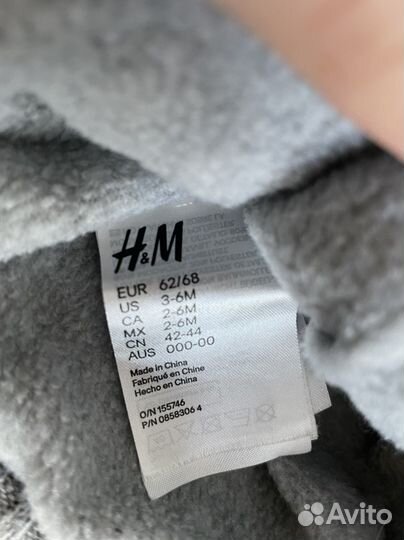 H&M
EUR 62/68
US 3-6M
CA 2-6M
MX 2-6M
CN 42-44
AUS 000-00
Made in China
Fabriqué en Chine
Hecho en China
O/N 155746
P/N 0858306 4
Avito